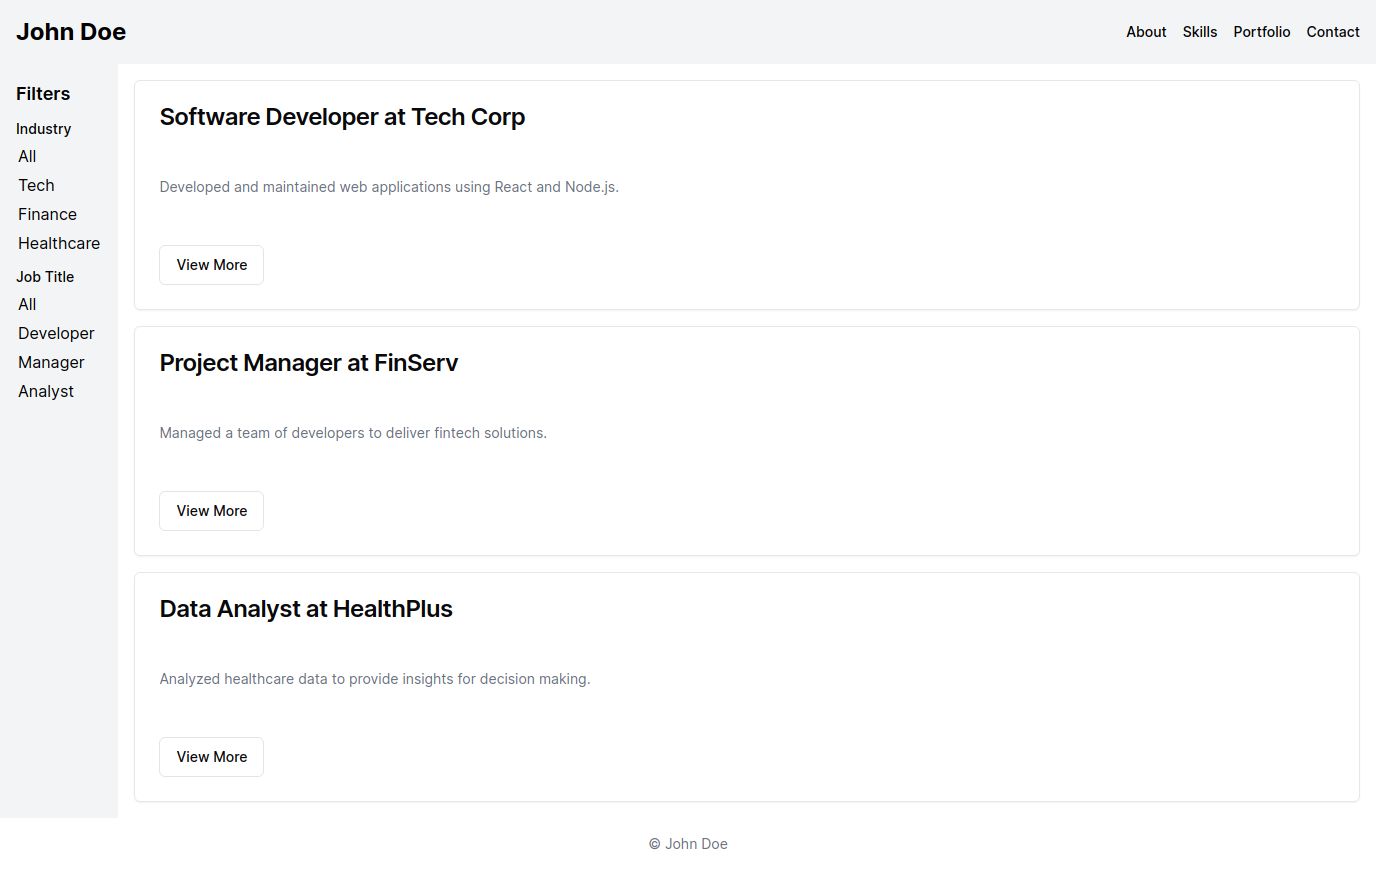 John Doe
About Skills Portfolio Contact
Filters
Industry
All
Tech
Finance
Healthcare
Job Title
All
Developer
Manager
Analyst
Software Developer at Tech Corp
Developed and maintained web applications using React and Node.js.
View More
Project Manager at FinServ
Managed a team of developers to deliver fintech solutions.
View More
Data Analyst at HealthPlus
Analyzed healthcare data to provide insights for decision making.
View More
© John Doe